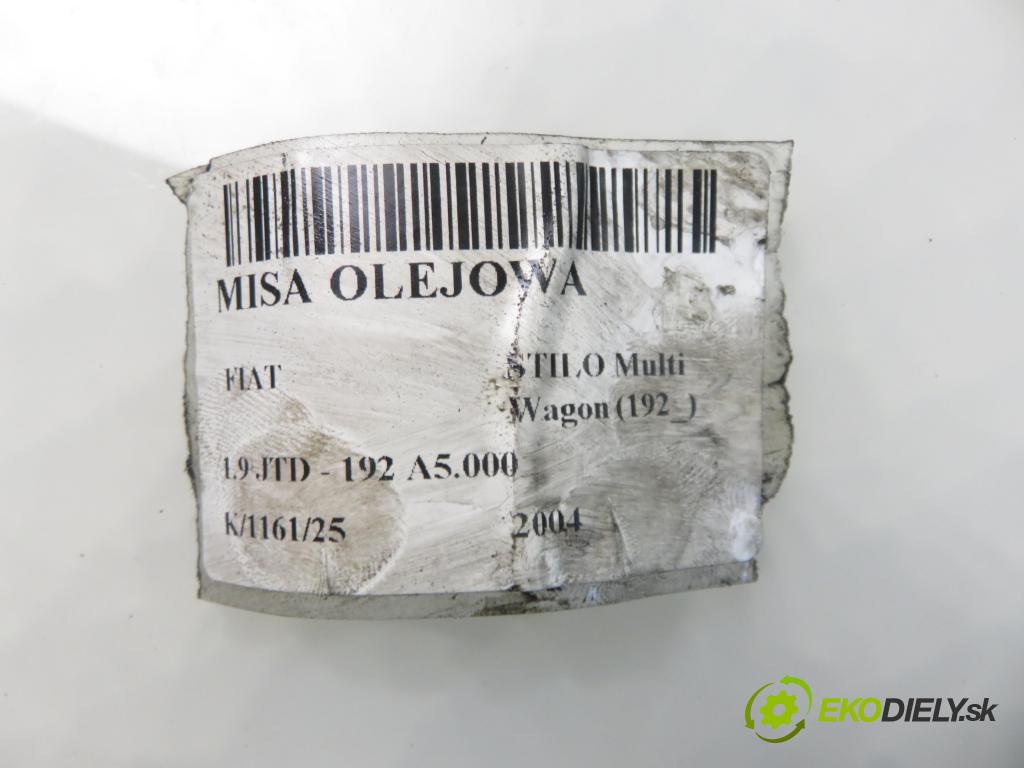 MISA OLEJOWA
FIAT
STILO Multi
Wagon (192_)
1.9 JTD - 192 A5.000
K/1161/25
2004
EKODIELY.sk